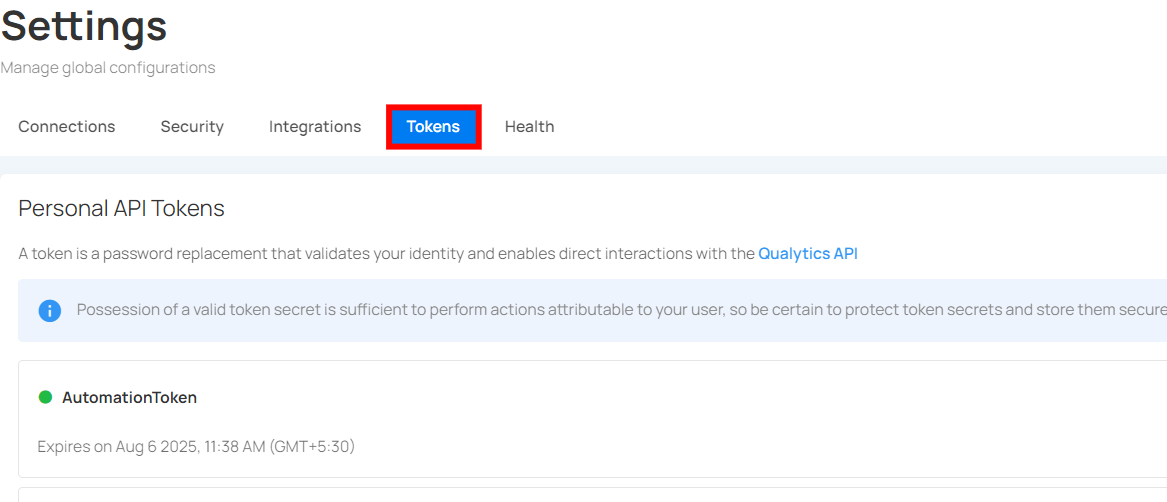 Settings
Manage global configurations
Connections Security Integrations Tokens Health
Personal API Tokens
A token is a password replacement that validates your identity and enables direct interactions with the Qualytics API
Possession of a valid token secret is sufficient to perform actions attributable to your user, so be certain to protect token secrets and store them secure
AutomationToken
Expires on Aug 6 2025, 11:38 AM (GMT+5:30)